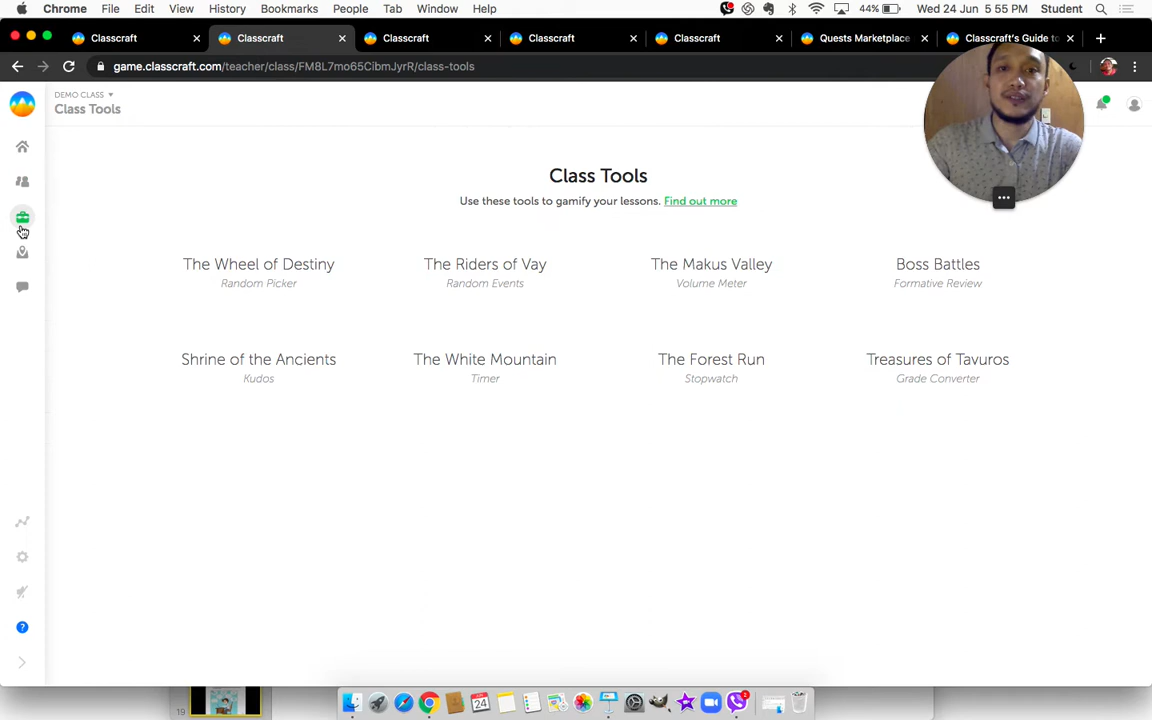 Chrome File Edit View History Bookmarks People Tab Window Help 44% Wed 24 Jun 5:55 PM Student
Classcraft Classcraft Classcraft Classcraft Classcraft Quests Marketplace Classcraft's Guide to
game.classcraft.com/teacher/class/FM8L7mo65CibmJyrR/class-tools
DEMO CLASS
Class Tools
Class Tools
Use these tools to gamify your lessons. Find out more
The Wheel of Destiny The Riders of Vay The Makus Valley Boss Battles
Random Picker Random Events Volume Meter Formative Review
Shrine of the Ancients The White Mountain The Forest Run Treasures of Tavuros
Kudos Timer Stopwatch Grade Converter
?
24
2
19